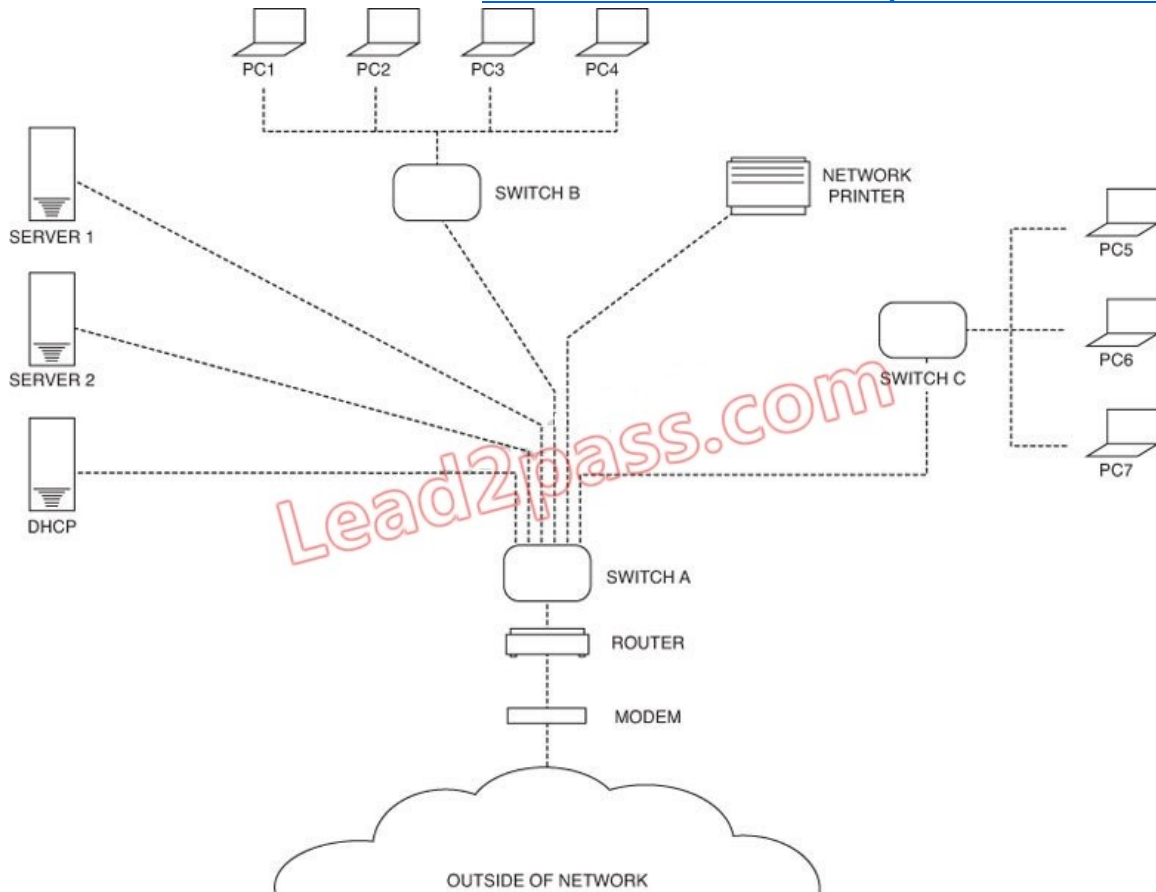 PC1
PC2
PC3
PC4
SERVER 1
SWITCH B
NETWORK
PRINTER
PC5
SERVER 2
SWITCH C
PC6
PC7
DHCP
Lead2pass.com
SWITCH A
ROUTER
MODEM
OUTSIDE OF NETWORK